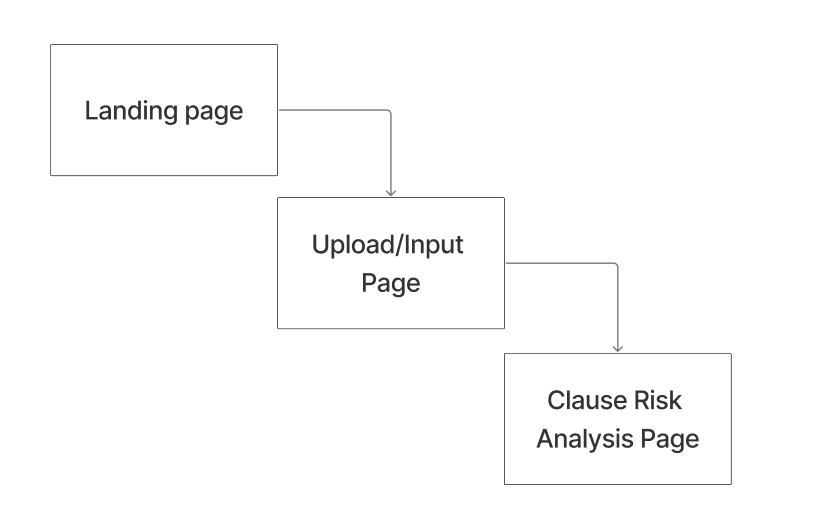 Landing page
Upload/Input
Page
Clause Risk
Analysis Page